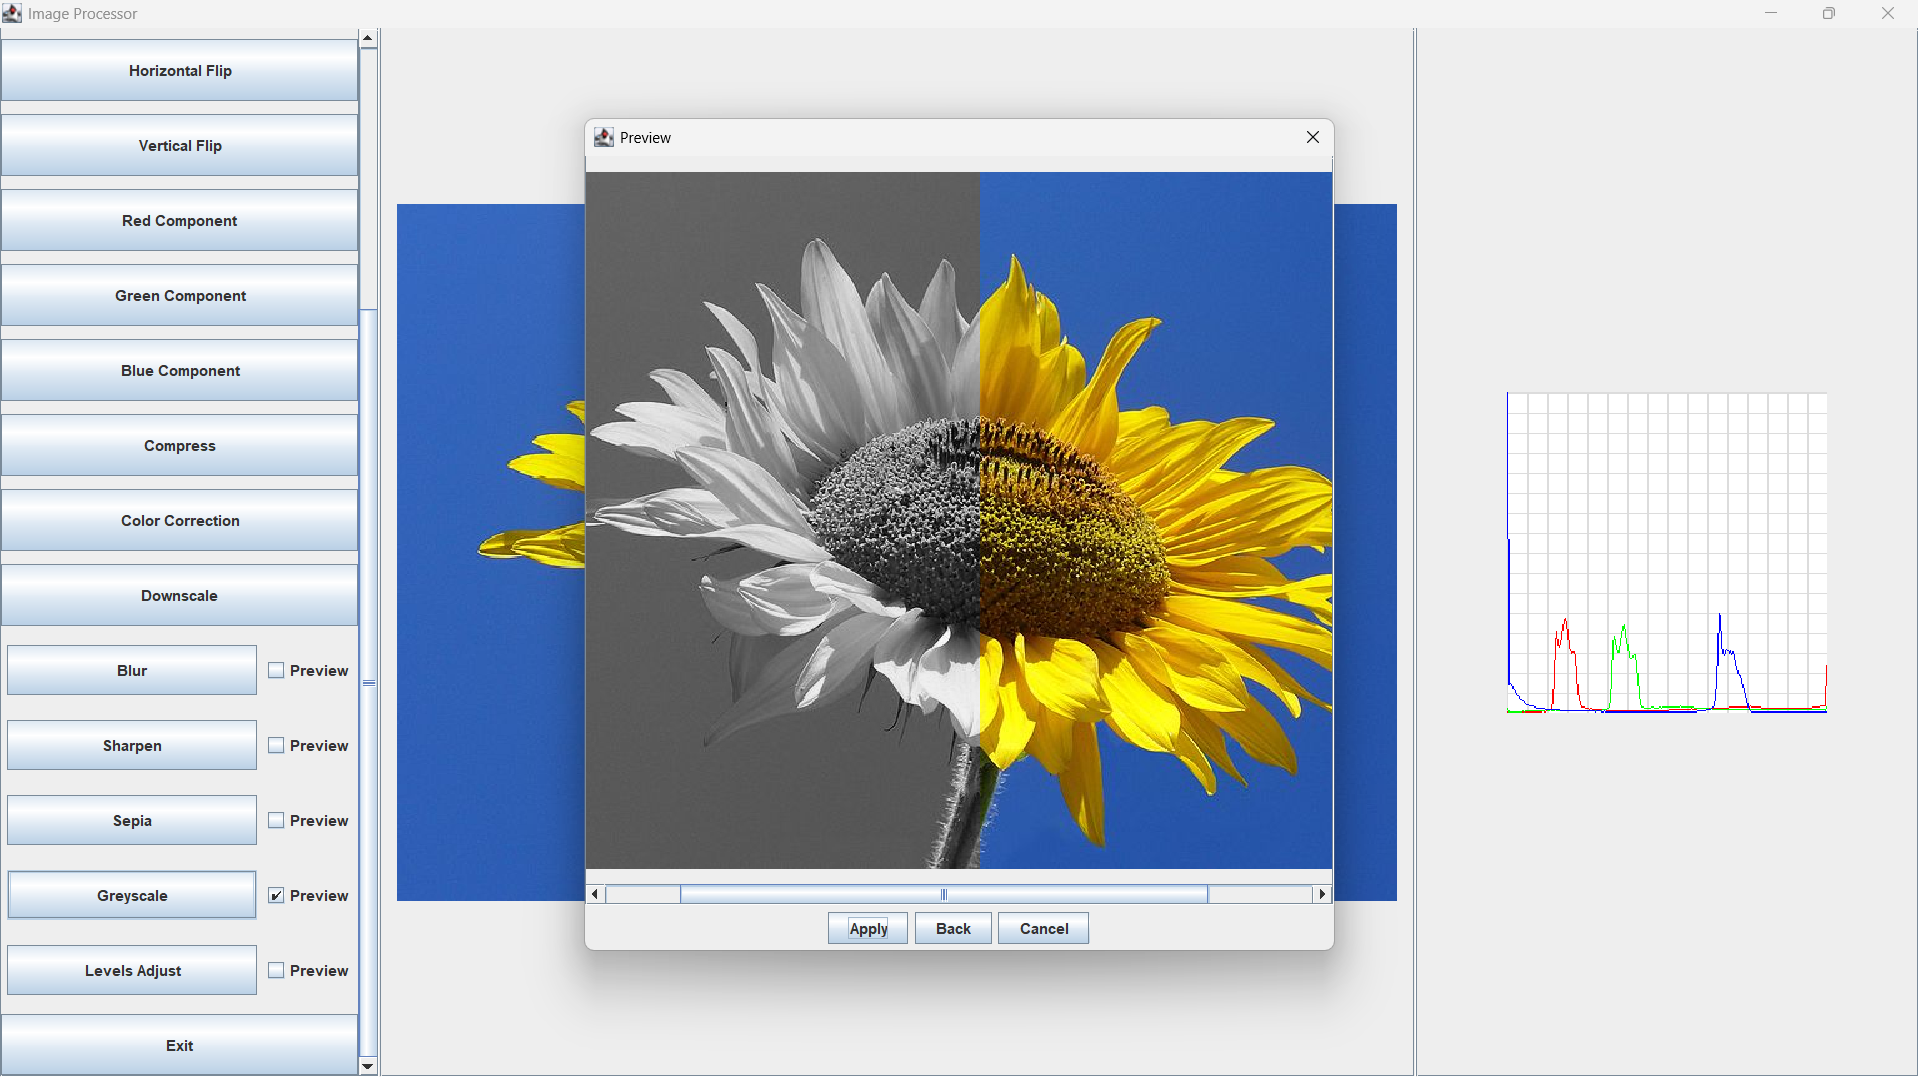 Image Processor
Horizontal Flip
Vertical Flip
Red Component
Green Component
Blue Component
Compress
Color Correction
Downscale
Blur Preview
Sharpen Preview
Sepia Preview
Greyscale Preview
Levels Adjust Preview
Exit
Preview
Apply Back Cancel